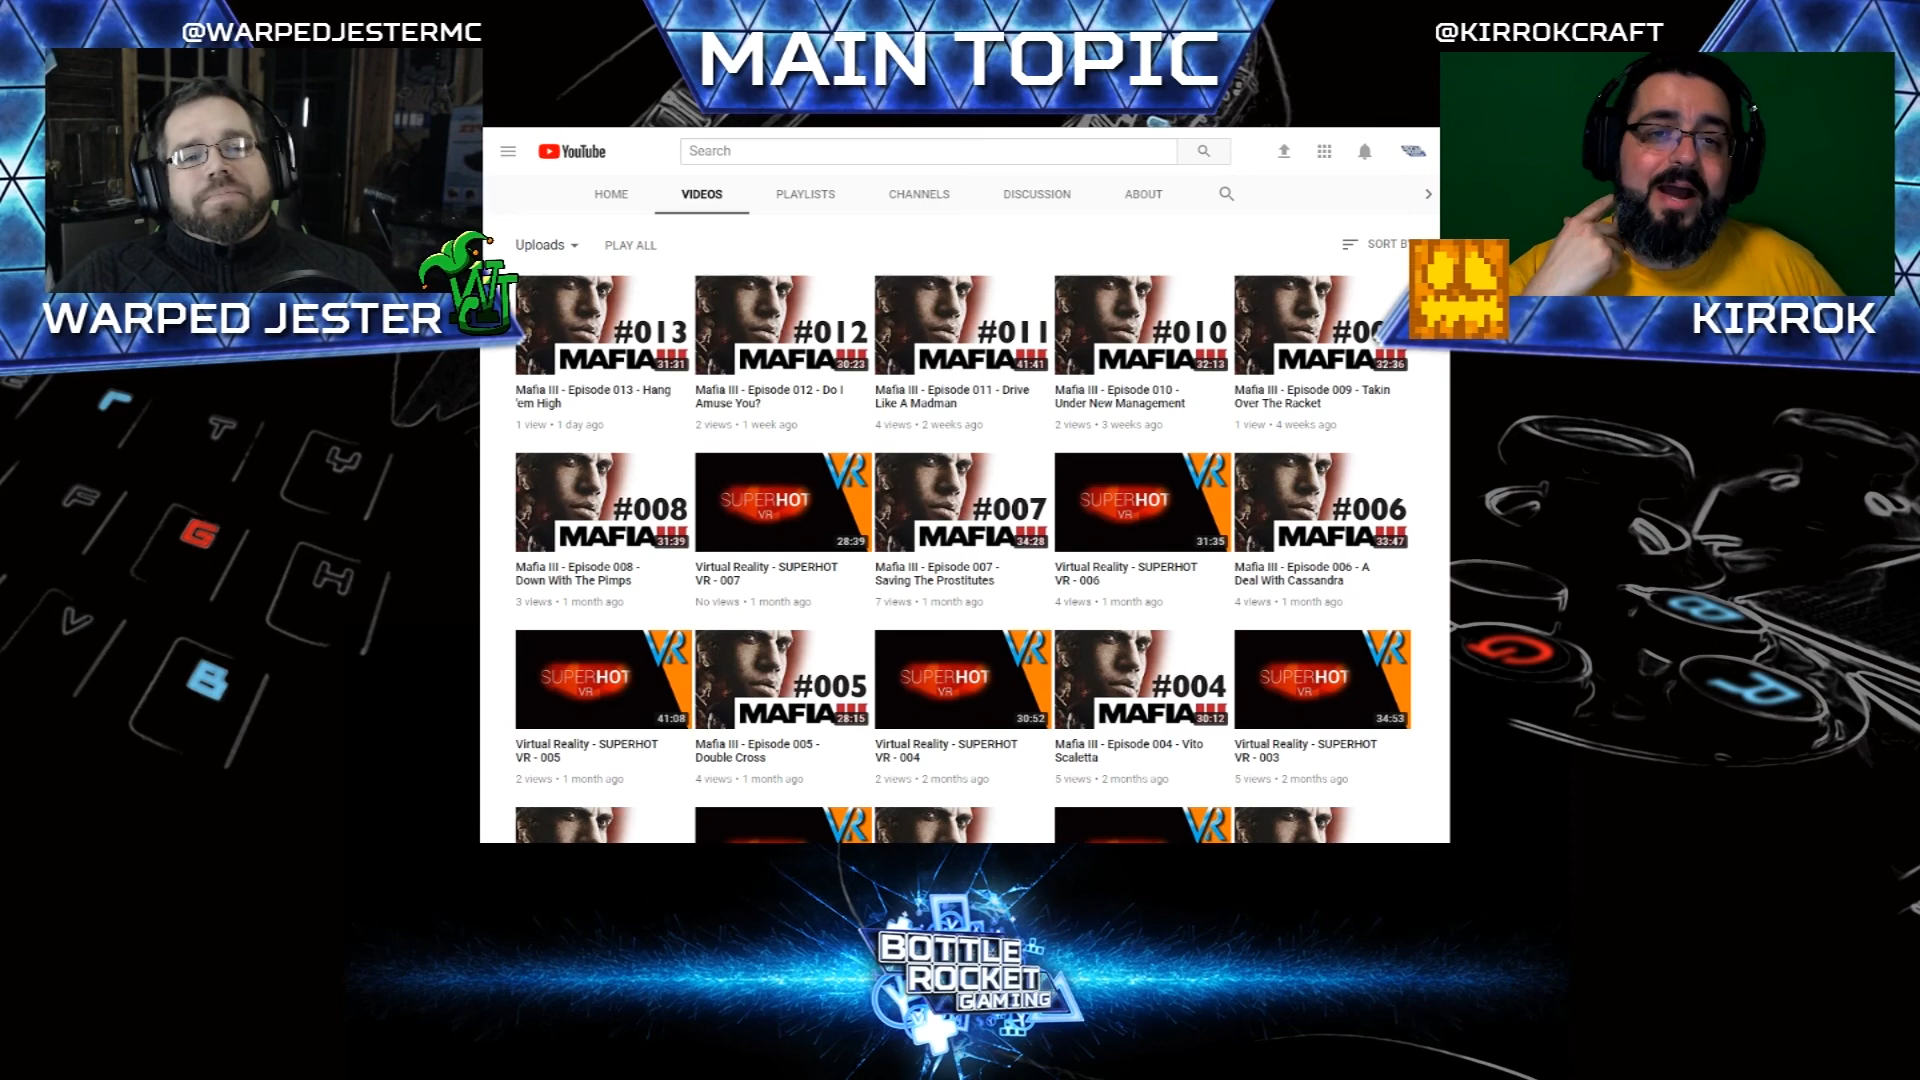 @WARPEDJESTERMC
MAIN TOPIC
@KIRROKCRAFT
YouTube
Search
HOME
VIDEOS
PLAYLISTS
CHANNELS
DISCUSSION
ABOUT
Uploads
PLAY ALL
SORT BY
WARPED JESTER
WJ
KIRROK
#013
MAFIA III
31:31
#012
MAFIA III
30:23
#011
MAFIA III
41:41
#010
MAFIA III
32:13
#00
MAFIA III
32:36
Mafia III - Episode 013 - Hang
'em High
1 view • 1 day ago
Mafia III - Episode 012 - Do I
Amuse You?
2 views • 1 week ago
Mafia III - Episode 011 - Drive
Like A Madman
4 views • 2 weeks ago
Mafia III - Episode 010 -
Under New Management
2 views • 3 weeks ago
Mafia III - Episode 009 - Takin
Over The Racket
1 view • 4 weeks ago
#008
MAFIA III
31:39
SUPERHOT
VR
VR
28:39
#007
MAFIA III
34:28
SUPERHOT
VR
VR
31:35
#006
MAFIA III
33:47
Mafia III - Episode 008 -
Down With The Pimps
3 views • 1 month ago
Virtual Reality - SUPERHOT
VR - 007
No views • 1 month ago
Mafia III - Episode 007 -
Saving The Prostitutes
7 views • 1 month ago
Virtual Reality - SUPERHOT
VR - 006
4 views • 1 month ago
Mafia III - Episode 006 - A
Deal With Cassandra
4 views • 1 month ago
SUPERHOT
VR
VR
41:08
#005
MAFIA III
28:15
SUPERHOT
VR
VR
30:52
#004
MAFIA III
30:12
SUPERHOT
VR
VR
34:53
Virtual Reality - SUPERHOT
VR - 005
2 views • 1 month ago
Mafia III - Episode 005 -
Double Cross
4 views • 1 month ago
Virtual Reality - SUPERHOT
VR - 004
2 views • 2 months ago
Mafia III - Episode 004 - Vito
Scaletta
5 views • 2 months ago
Virtual Reality - SUPERHOT
VR - 003
5 views • 2 months ago
VR
VR
R
T
Y
F
G
H
V
B
G
B
R
BOTTLE
ROCKET
GAMING